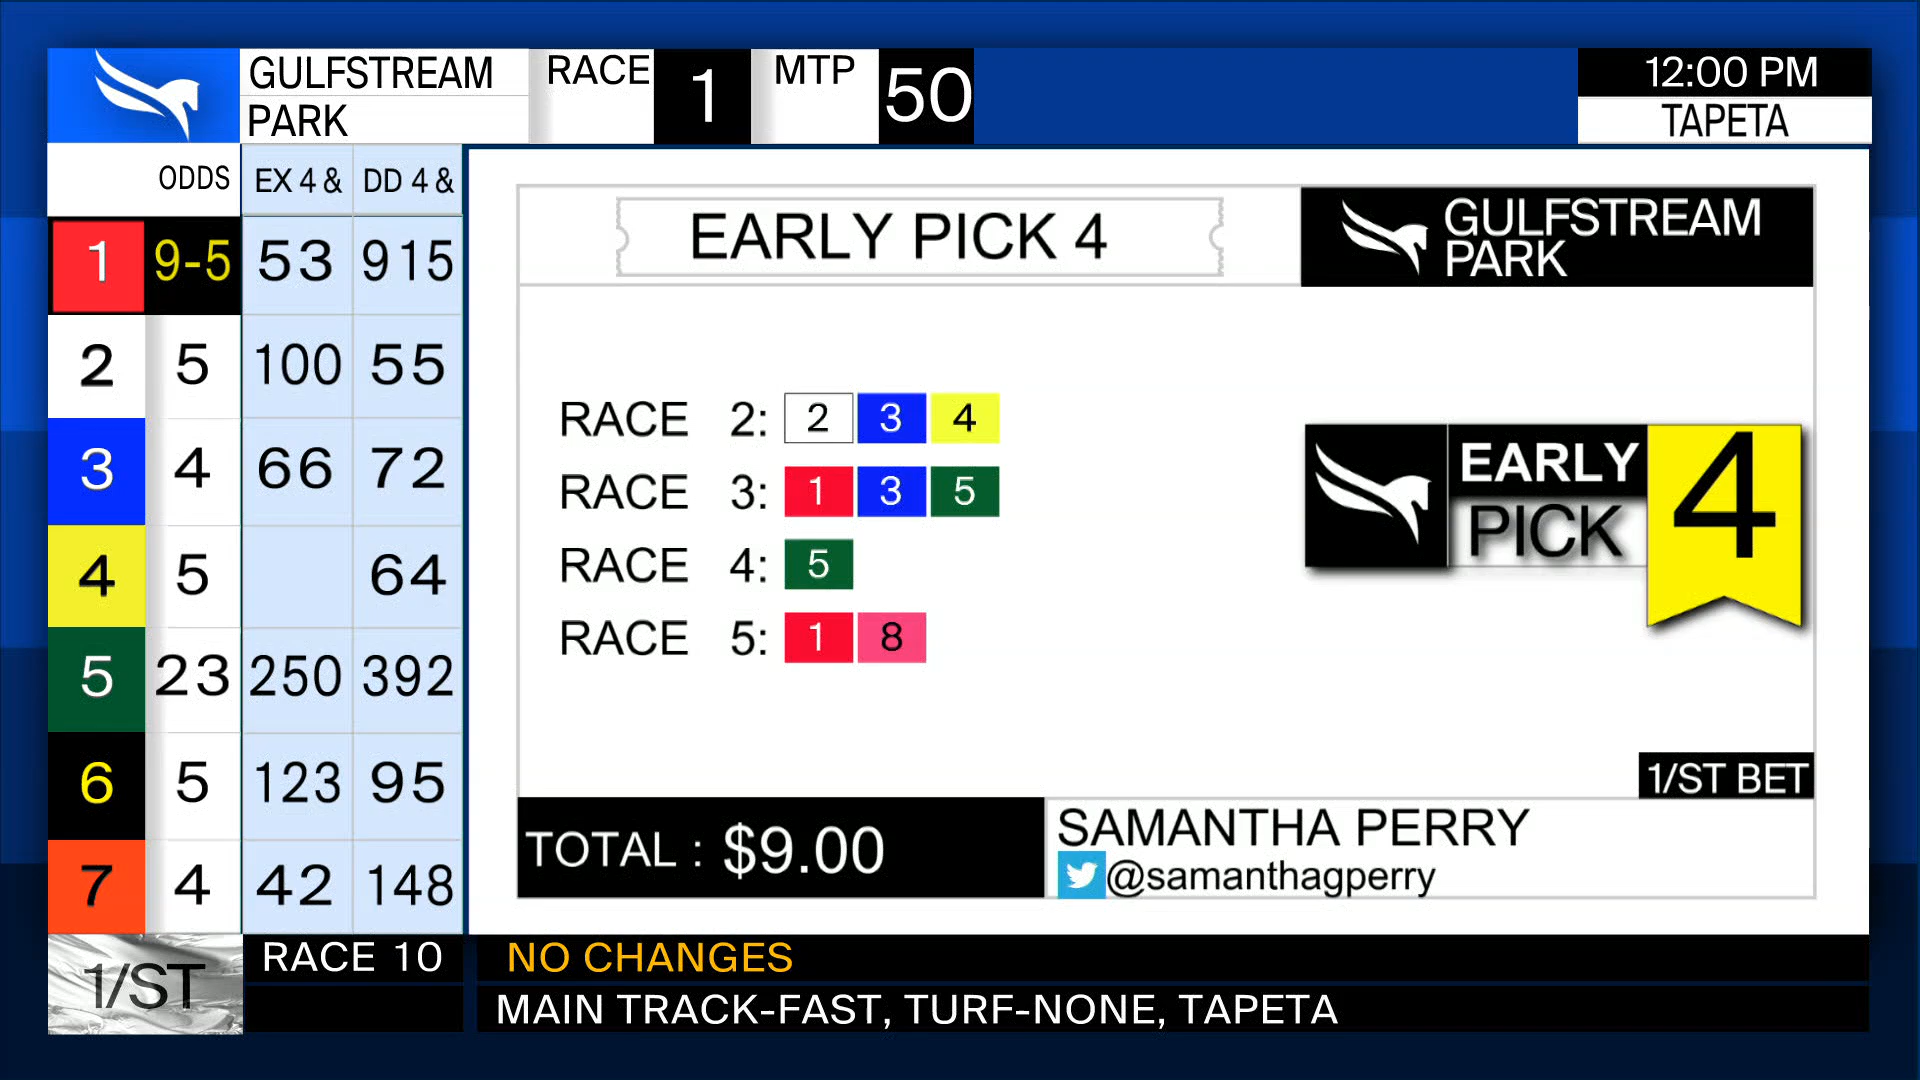 GULFSTREAM PARK
RACE 1 MTP 50
12:00 PM
TAPETA
ODDS EX 4 & DD 4 &
1 9-5 53 915
2 5 100 55
3 4 66 72
4 5 64
5 23 250 392
6 5 123 95
7 4 42 148
EARLY PICK 4
GULFSTREAM
PARK
RACE 2: 2 3 4
RACE 3: 1 3 5
RACE 4: 5
RACE 5: 1 8
EARLY
PICK 4
1/ST BET
TOTAL : $9.00
SAMANTHA PERRY
@samanthagperry
1/ST
RACE 10
NO CHANGES
MAIN TRACK-FAST, TURF-NONE, TAPETA